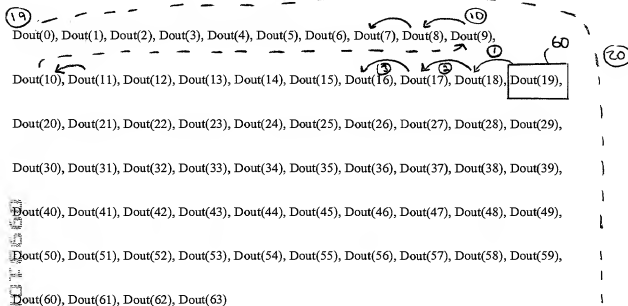 19 10
Dout(0), Dout(1), Dout(2), Dout(3), Dout(4), Dout(5), Dout(6), Dout(7), Dout(8), Dout(9),
3 2 1 60 20
Dout(10), Dout(11), Dout(12), Dout(13), Dout(14), Dout(15), Dout(16), Dout(17), Dout(18), Dout(19),
Dout(20), Dout(21), Dout(22), Dout(23), Dout(24), Dout(25), Dout(26), Dout(27), Dout(28), Dout(29),
Dout(30), Dout(31), Dout(32), Dout(33), Dout(34), Dout(35), Dout(36), Dout(37), Dout(38), Dout(39),
Dout(40), Dout(41), Dout(42), Dout(43), Dout(44), Dout(45), Dout(46), Dout(47), Dout(48), Dout(49),
Dout(50), Dout(51), Dout(52), Dout(53), Dout(54), Dout(55), Dout(56), Dout(57), Dout(58), Dout(59),
Dout(60), Dout(61), Dout(62), Dout(63)